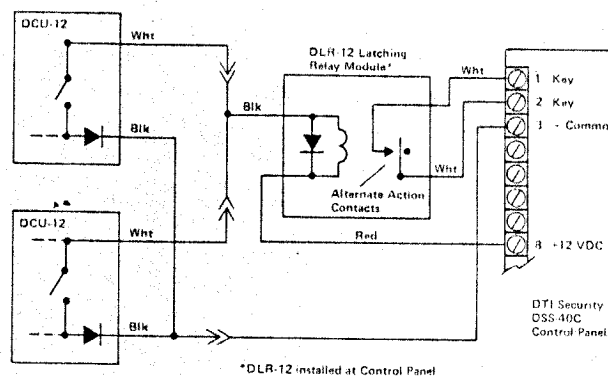 DCU-12
Wht
DLR-12 Latching
Relay Module*
Wht
1 Key
2 Key
3 - Commo
Blk
Blk
Wht
Alternate Action
Contacts
DCU-12
Wht
Red
8 +12 VDC
Blk
DTI Security
DSS-40C
Control Panel
*DLR-12 installed at Control Panel